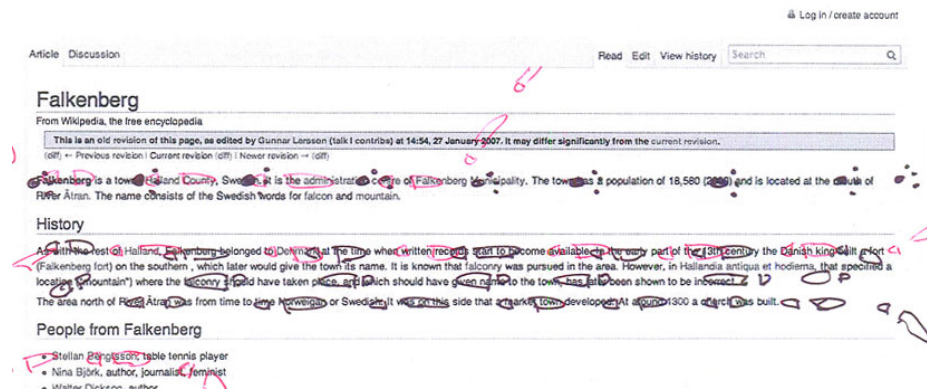 Log in / create account
Article Discussion Read Edit View history Search
Falkenberg
From Wikipedia, the free encyclopedia
This is an old revision of this page, as edited by Gunnar Larsson (talk | contribs) at 14:54, 27 January 2007. It may differ significantly from the current revision.
(diff) ← Previous revision | Current revision (diff) | Newer revision → (diff)
Falkenberg is a town Halland County, Sweden. It is the administrative centre of Falkenberg Municipality. The town has a population of 18,580 and is located at the mouth of
River Ätran. The name consists of the Swedish words for falcon and mountain.
History
As with the rest of Halland, Falkenberg belonged to Denmark at the time when written records start to become available. In the early part of the 13th century the Danish king built a fort
(Falkenberg fort) on the southern , which later would give the town its name. It is known that falconry was pursued in the area. However, in Hallandia antiqua et hodierna, that specified a
location ("mountain") where the falconry should have taken place, and which should have given name to the town, has later been shown to be incorrect.
The area north of River Ätran was from time to time Norwegian or Swedish. It was on this side that a market town developed. At around 1300 a church was built.
People from Falkenberg
• Stellan Bengtsson, table tennis player
• Nina Björk, author, journalist, feminist
• Walter Dickson, author